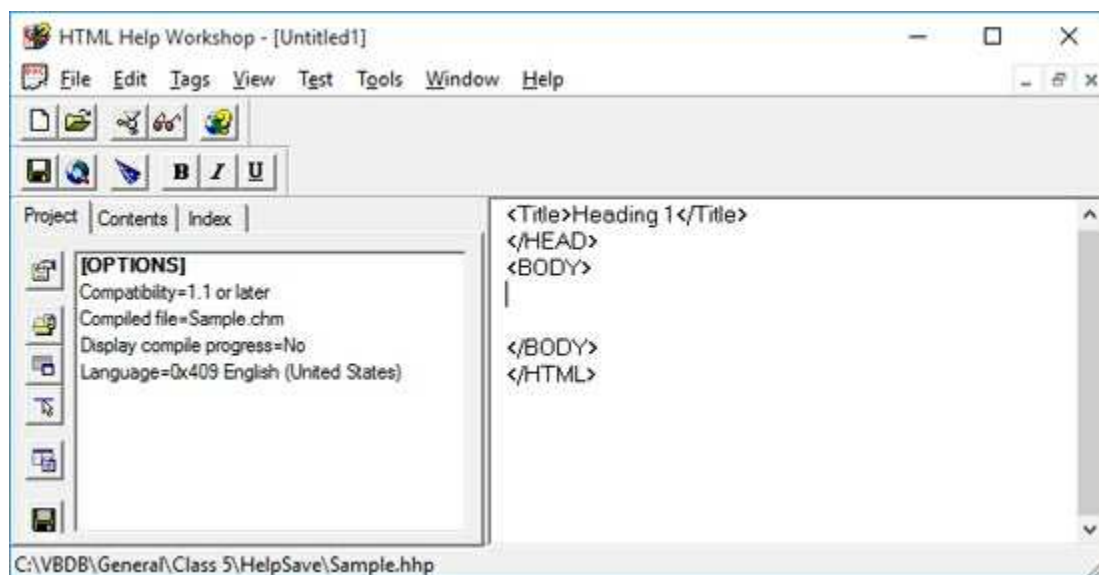 HTML Help Workshop - [Untitled1]
File Edit Tags View Test Tools Window Help
B I U
Project Contents Index
[OPTIONS]
Compatibility=1.1 or later
Compiled file=Sample.chm
Display compile progress=No
Language=0x409 English (United States)
<Title>Heading 1</Title>
</HEAD>
<BODY>
</BODY>
</HTML>
C:\VBDB\General\Class 5\HelpSave\Sample.hhp